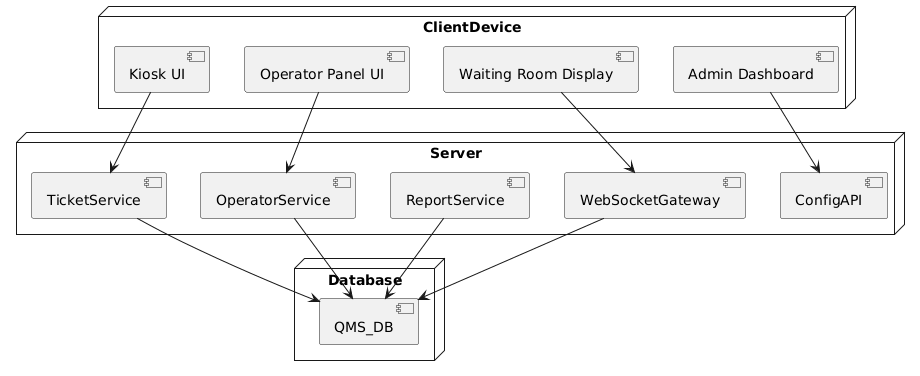 ClientDevice
Kiosk UI
Operator Panel UI
Waiting Room Display
Admin Dashboard
Server
TicketService
OperatorService
ReportService
WebSocketGateway
ConfigAPI
Database
QMS_DB